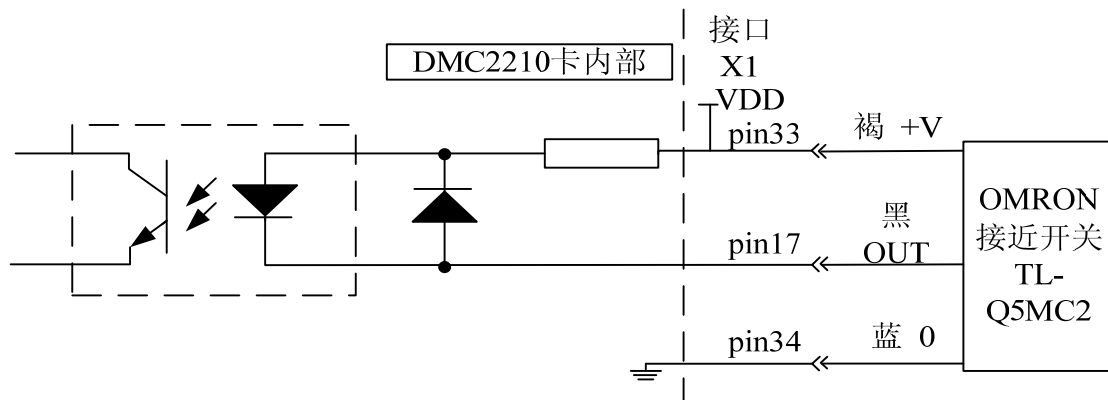 接口
X1
DMC2210卡内部
VDD
pin33
褐 +V
pin17
黑
OUT
pin34
蓝 0
OMRON
接近开关
TL-
Q5MC2